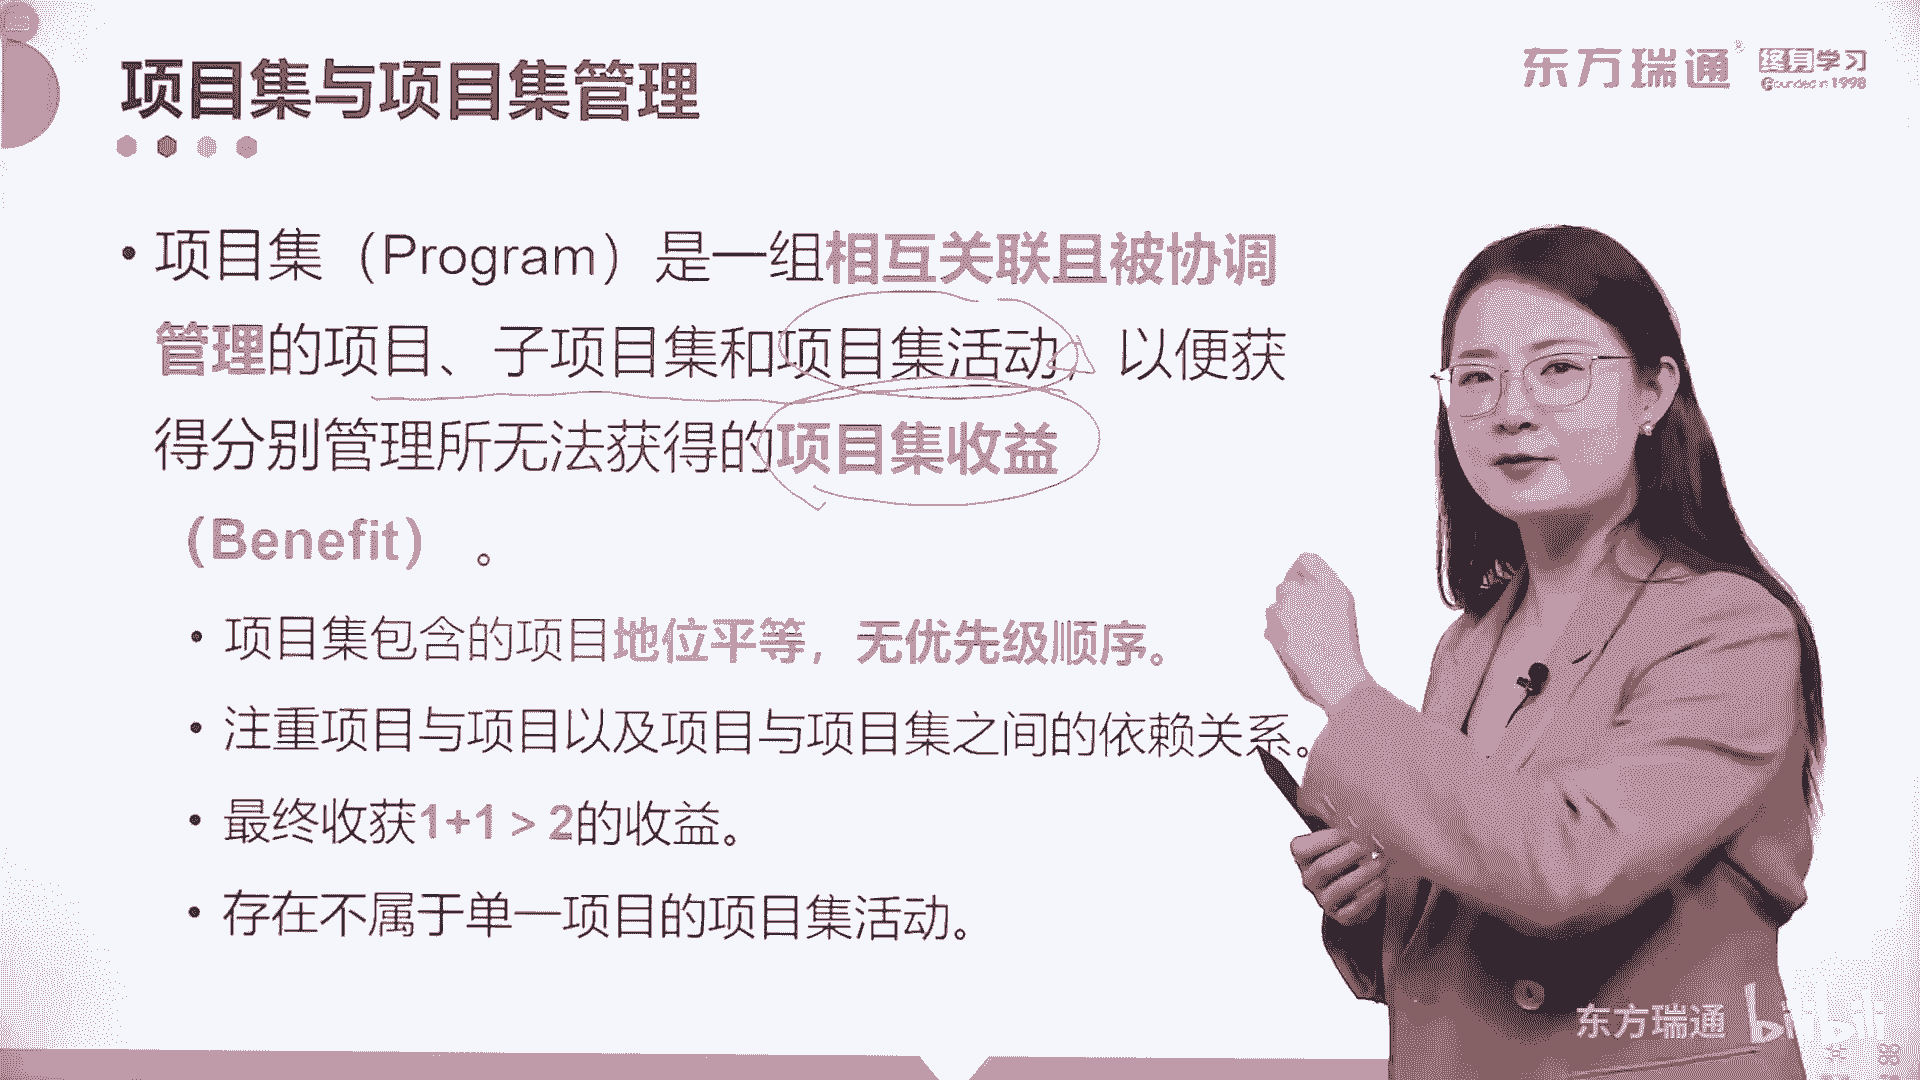 项目集与项目集管理
东方瑞通® 终身学习
Founded in 1998
• 项目集（Program）是一组相互关联且被协调
管理的项目、子项目集和项目集活动，以便获
得分别管理所无法获得的项目集收益
（Benefit） 。
• 项目集包含的项目地位平等，无优先级顺序。
• 注重项目与项目以及项目与项目集之间的依赖关系。
• 最终收获1+1＞2的收益。
• 存在不属于单一项目的项目集活动。
东方瑞通 bilibili